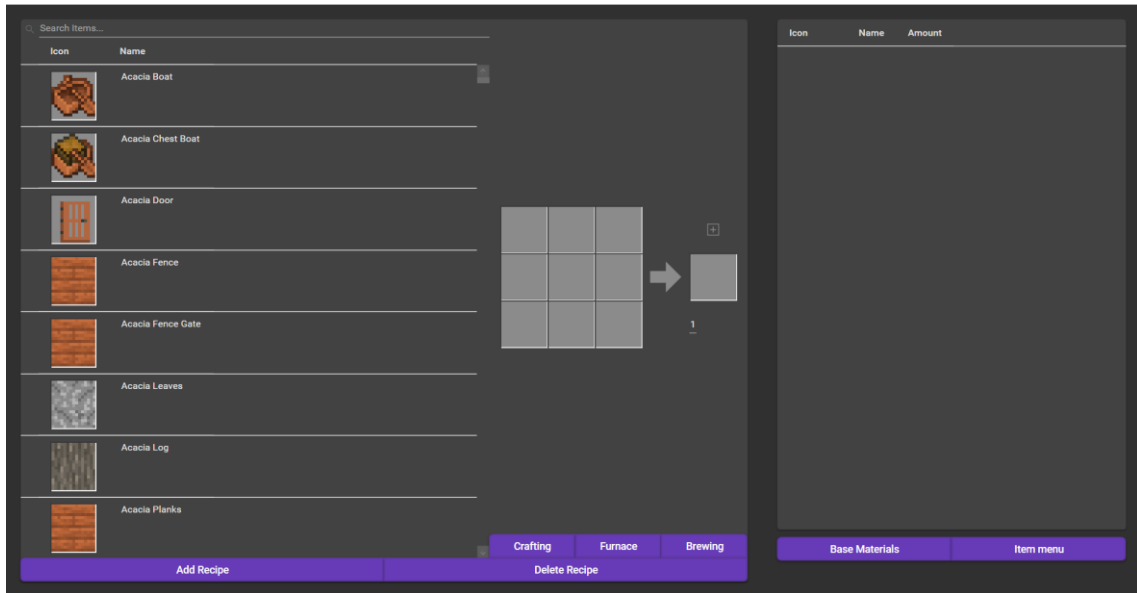 Search Items...
Icon Name
Acacia Boat
Acacia Chest Boat
Acacia Door
Acacia Fence
Acacia Fence Gate
Acacia Leaves
Acacia Log
Acacia Planks
1
Crafting Furnace Brewing
Add Recipe Delete Recipe
Icon Name Amount
Base Materials Item menu